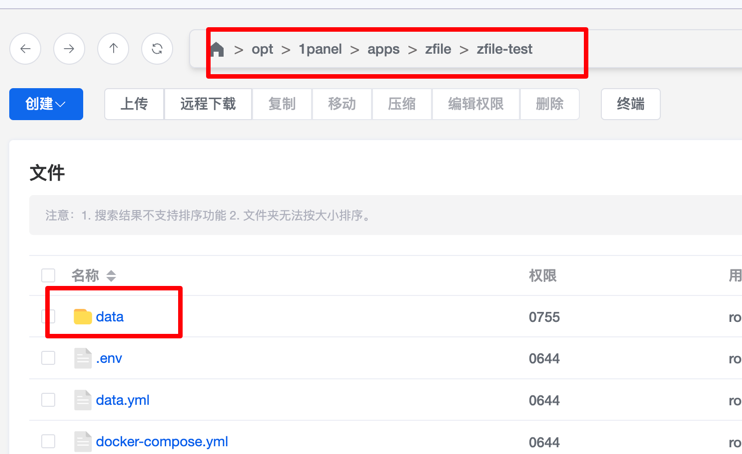 > opt > 1panel > apps > zfile > zfile-test
创建 上传 远程下载 复制 移动 压缩 编辑权限 删除 终端
文件
注意：1. 搜索结果不支持排序功能 2. 文件夹无法按大小排序。
名称 权限 用
data 0755 ro
.env 0644 ro
data.yml 0644 ro
docker-compose.yml 0644 ro